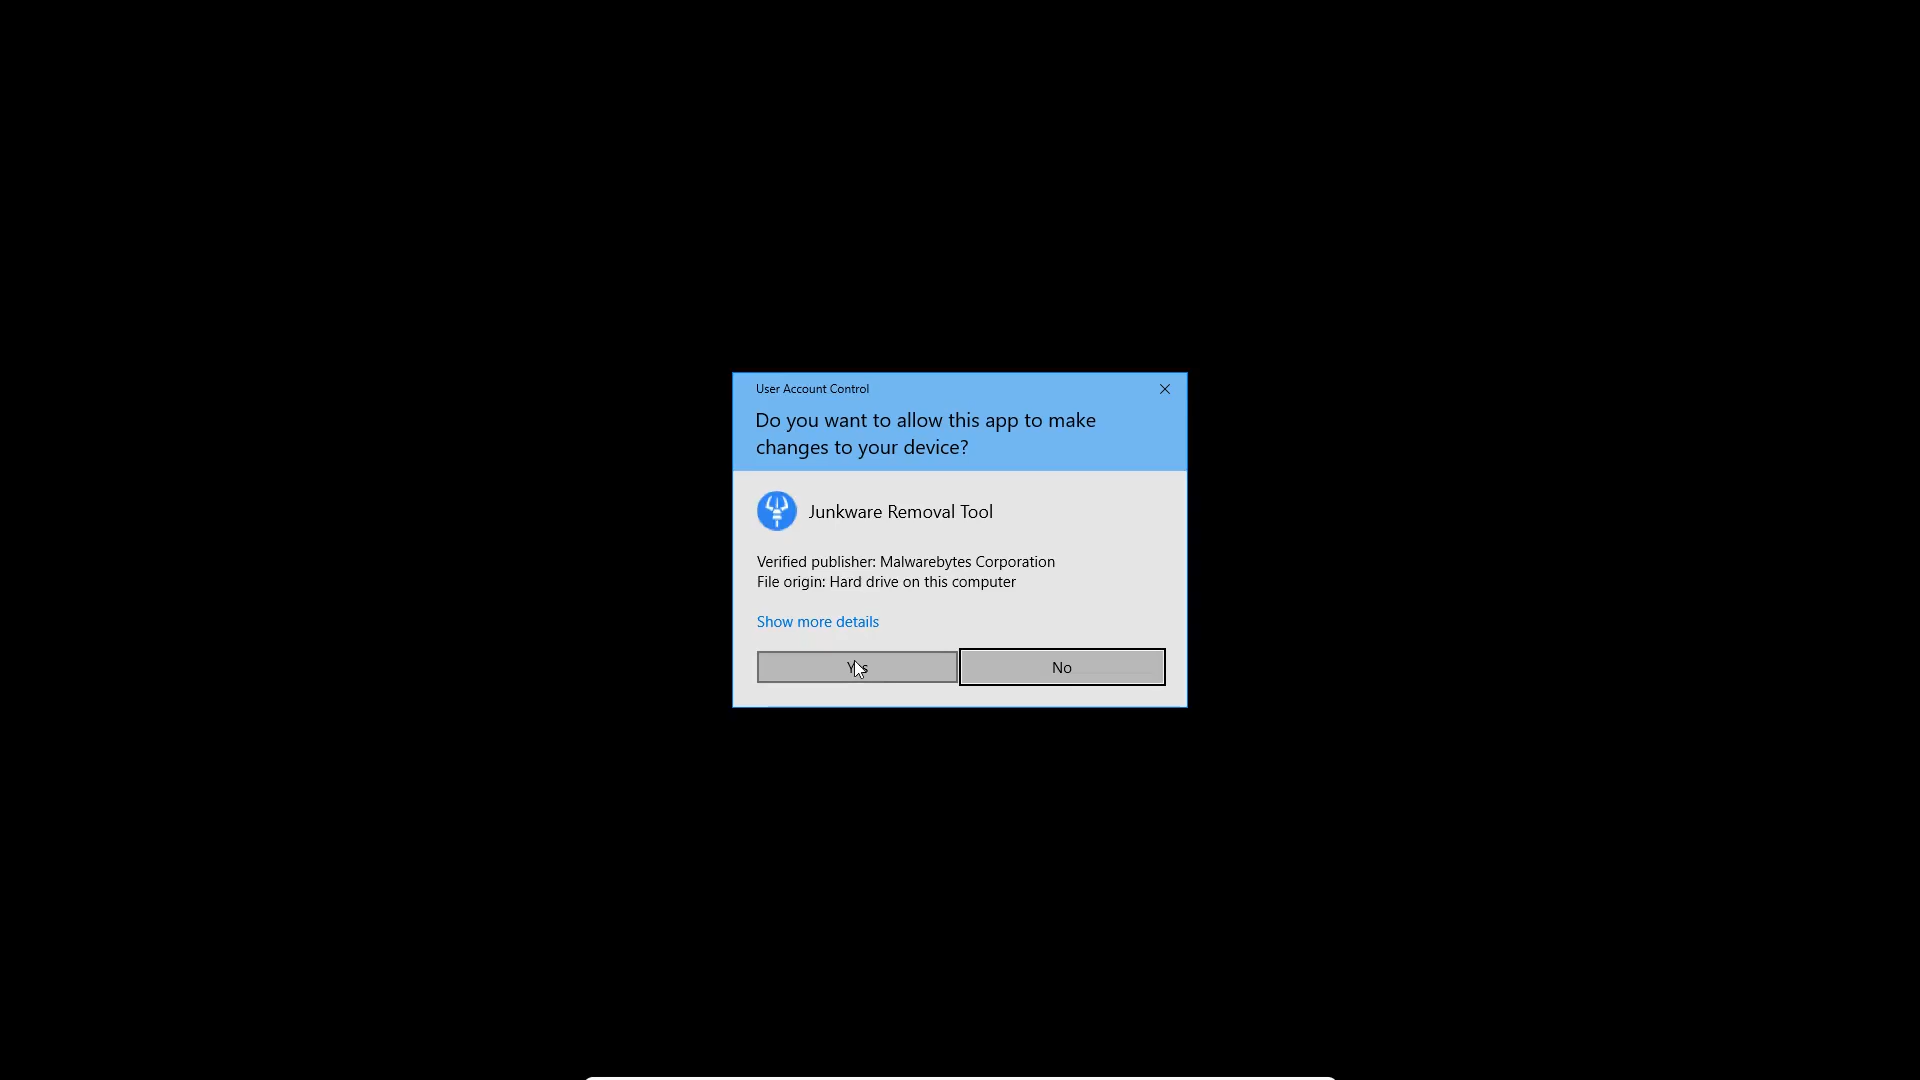 User Account Control
Do you want to allow this app to make
changes to your device?
Junkware Removal Tool
Verified publisher: Malwarebytes Corporation
File origin: Hard drive on this computer
Show more details
Yes No